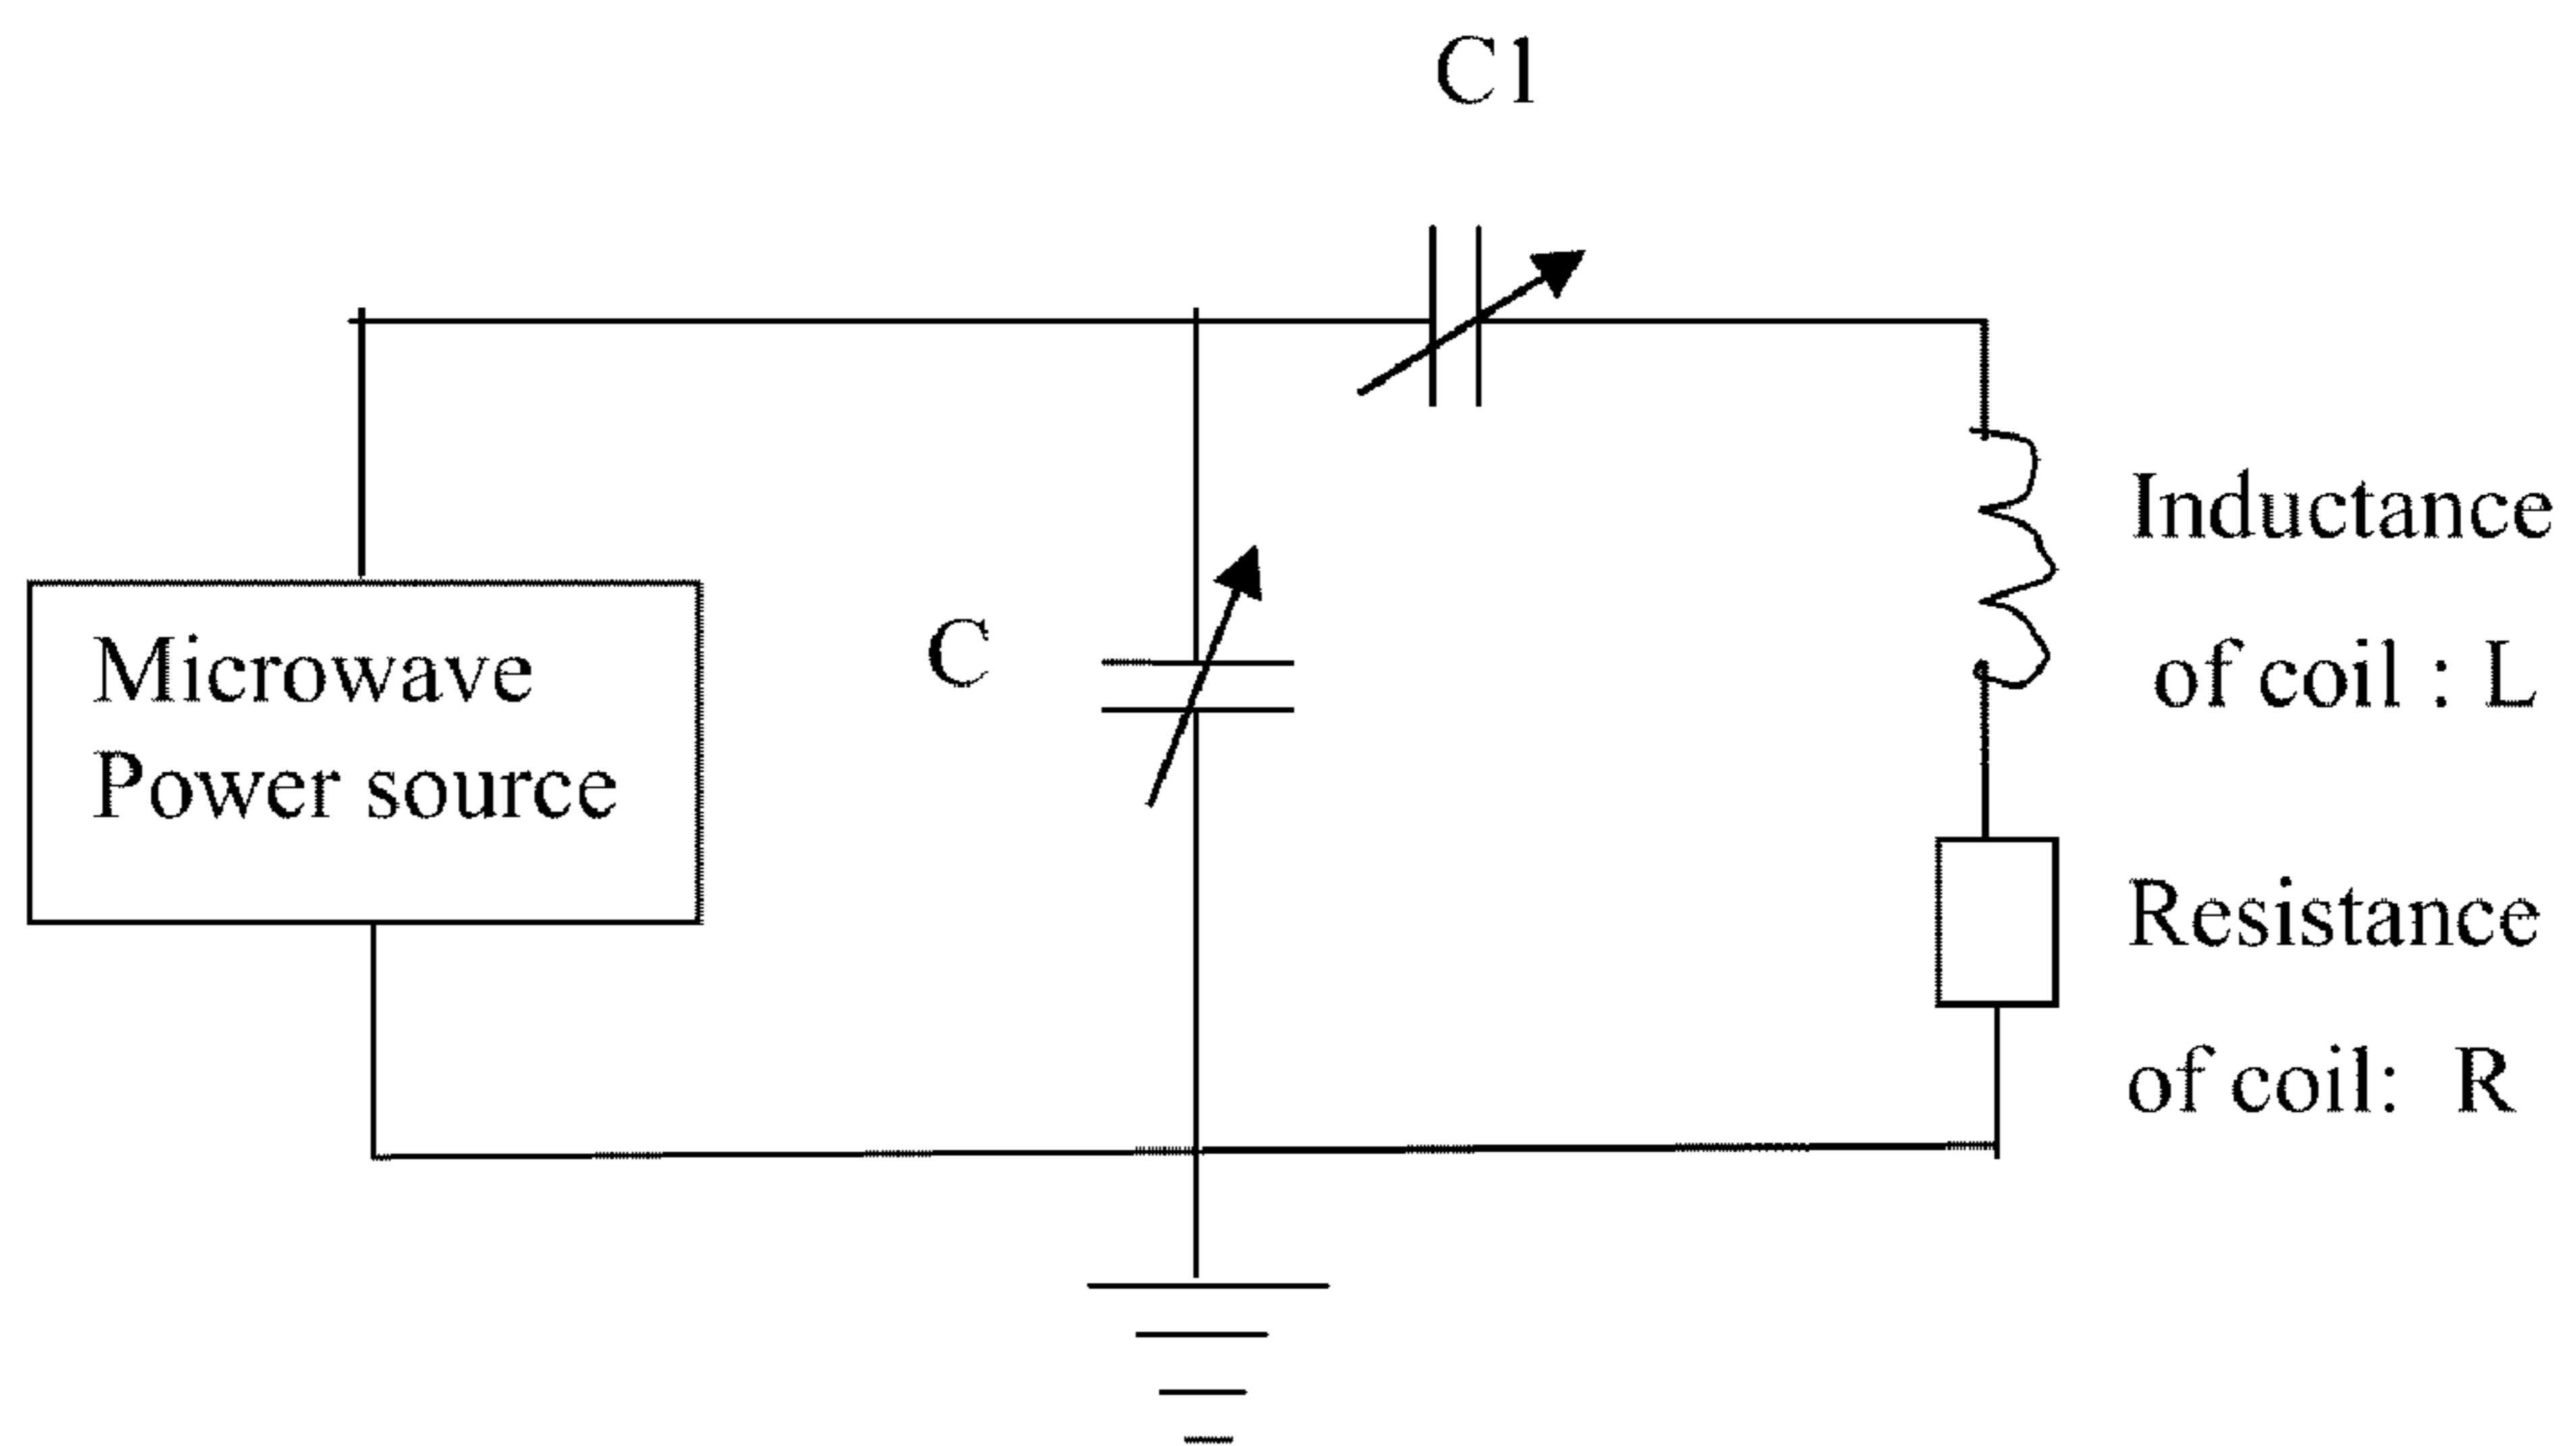 C1
C
Microwave
Power source
Inductance
of coil : L
Resistance
of coil: R